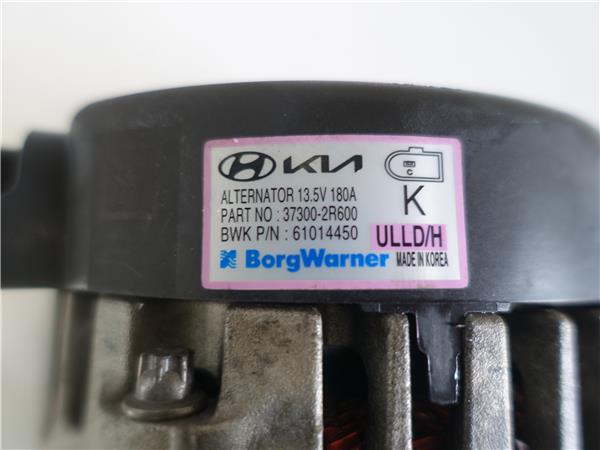 KIA
ALTERNATOR 13.5V 180A
PART NO : 37300-2R600
K
BWK P/N : 61014450
ULLD/H
BorgWarner
MADE IN KOREA